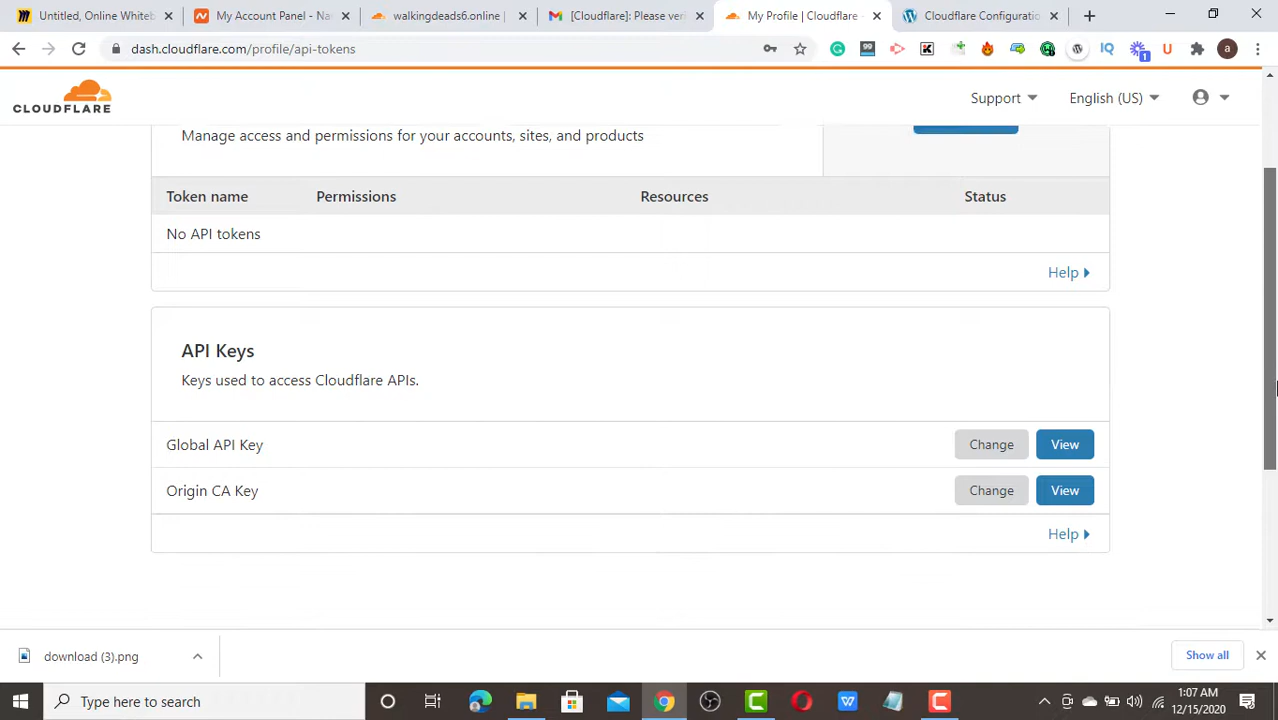 Untitled, Online Whiteb
My Account Panel - Na
walkingdeads6.online |
[Cloudflare]: Please veri
My Profile | Cloudflare -
Cloudflare Configuratio
dash.cloudflare.com/profile/api-tokens
99
IQ
1
U
a
CLOUDFLARE
Support
English (US)
Manage access and permissions for your accounts, sites, and products
Token name Permissions Resources Status
No API tokens
Help
API Keys
Keys used to access Cloudflare APIs.
Global API Key Change View
Origin CA Key Change View
Help
download (3).png
Show all
Type here to search
1:07 AM
12/15/2020